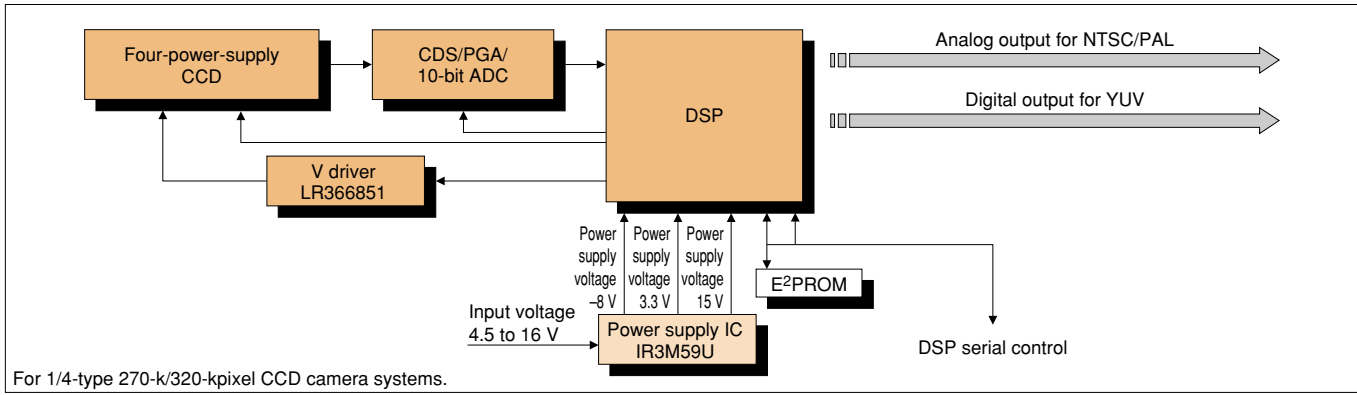 Four-power-supply
CCD
CDS/PGA/
10-bit ADC
DSP
Analog output for NTSC/PAL
Digital output for YUV
V driver
LR366851
Power
supply
voltage
–8 V
Power
supply
voltage
3.3 V
Power
supply
voltage
15 V
E²PROM
Input voltage
4.5 to 16 V
Power supply IC
IR3M59U
DSP serial control
For 1/4-type 270-k/320-kpixel CCD camera systems.